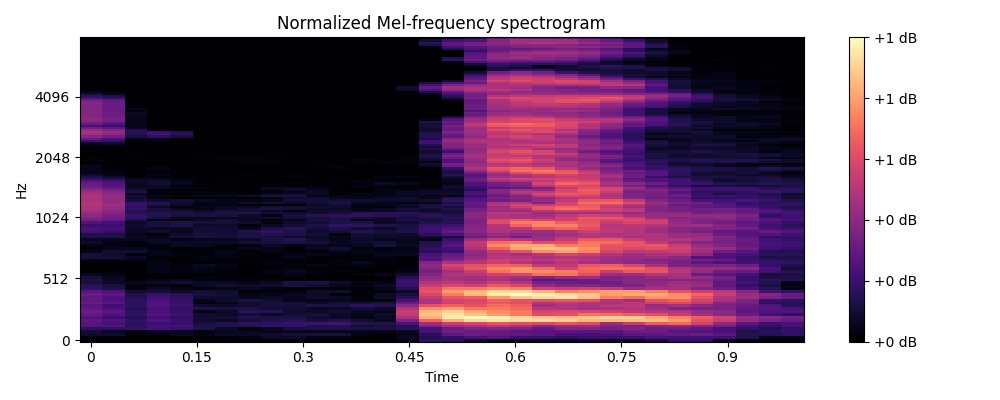 Normalized Mel-frequency spectrogram
Hz
4096
2048
1024
512
0
0 0.15 0.3 0.45 0.6 0.75 0.9
Time
+1 dB
+1 dB
+1 dB
+0 dB
+0 dB
+0 dB